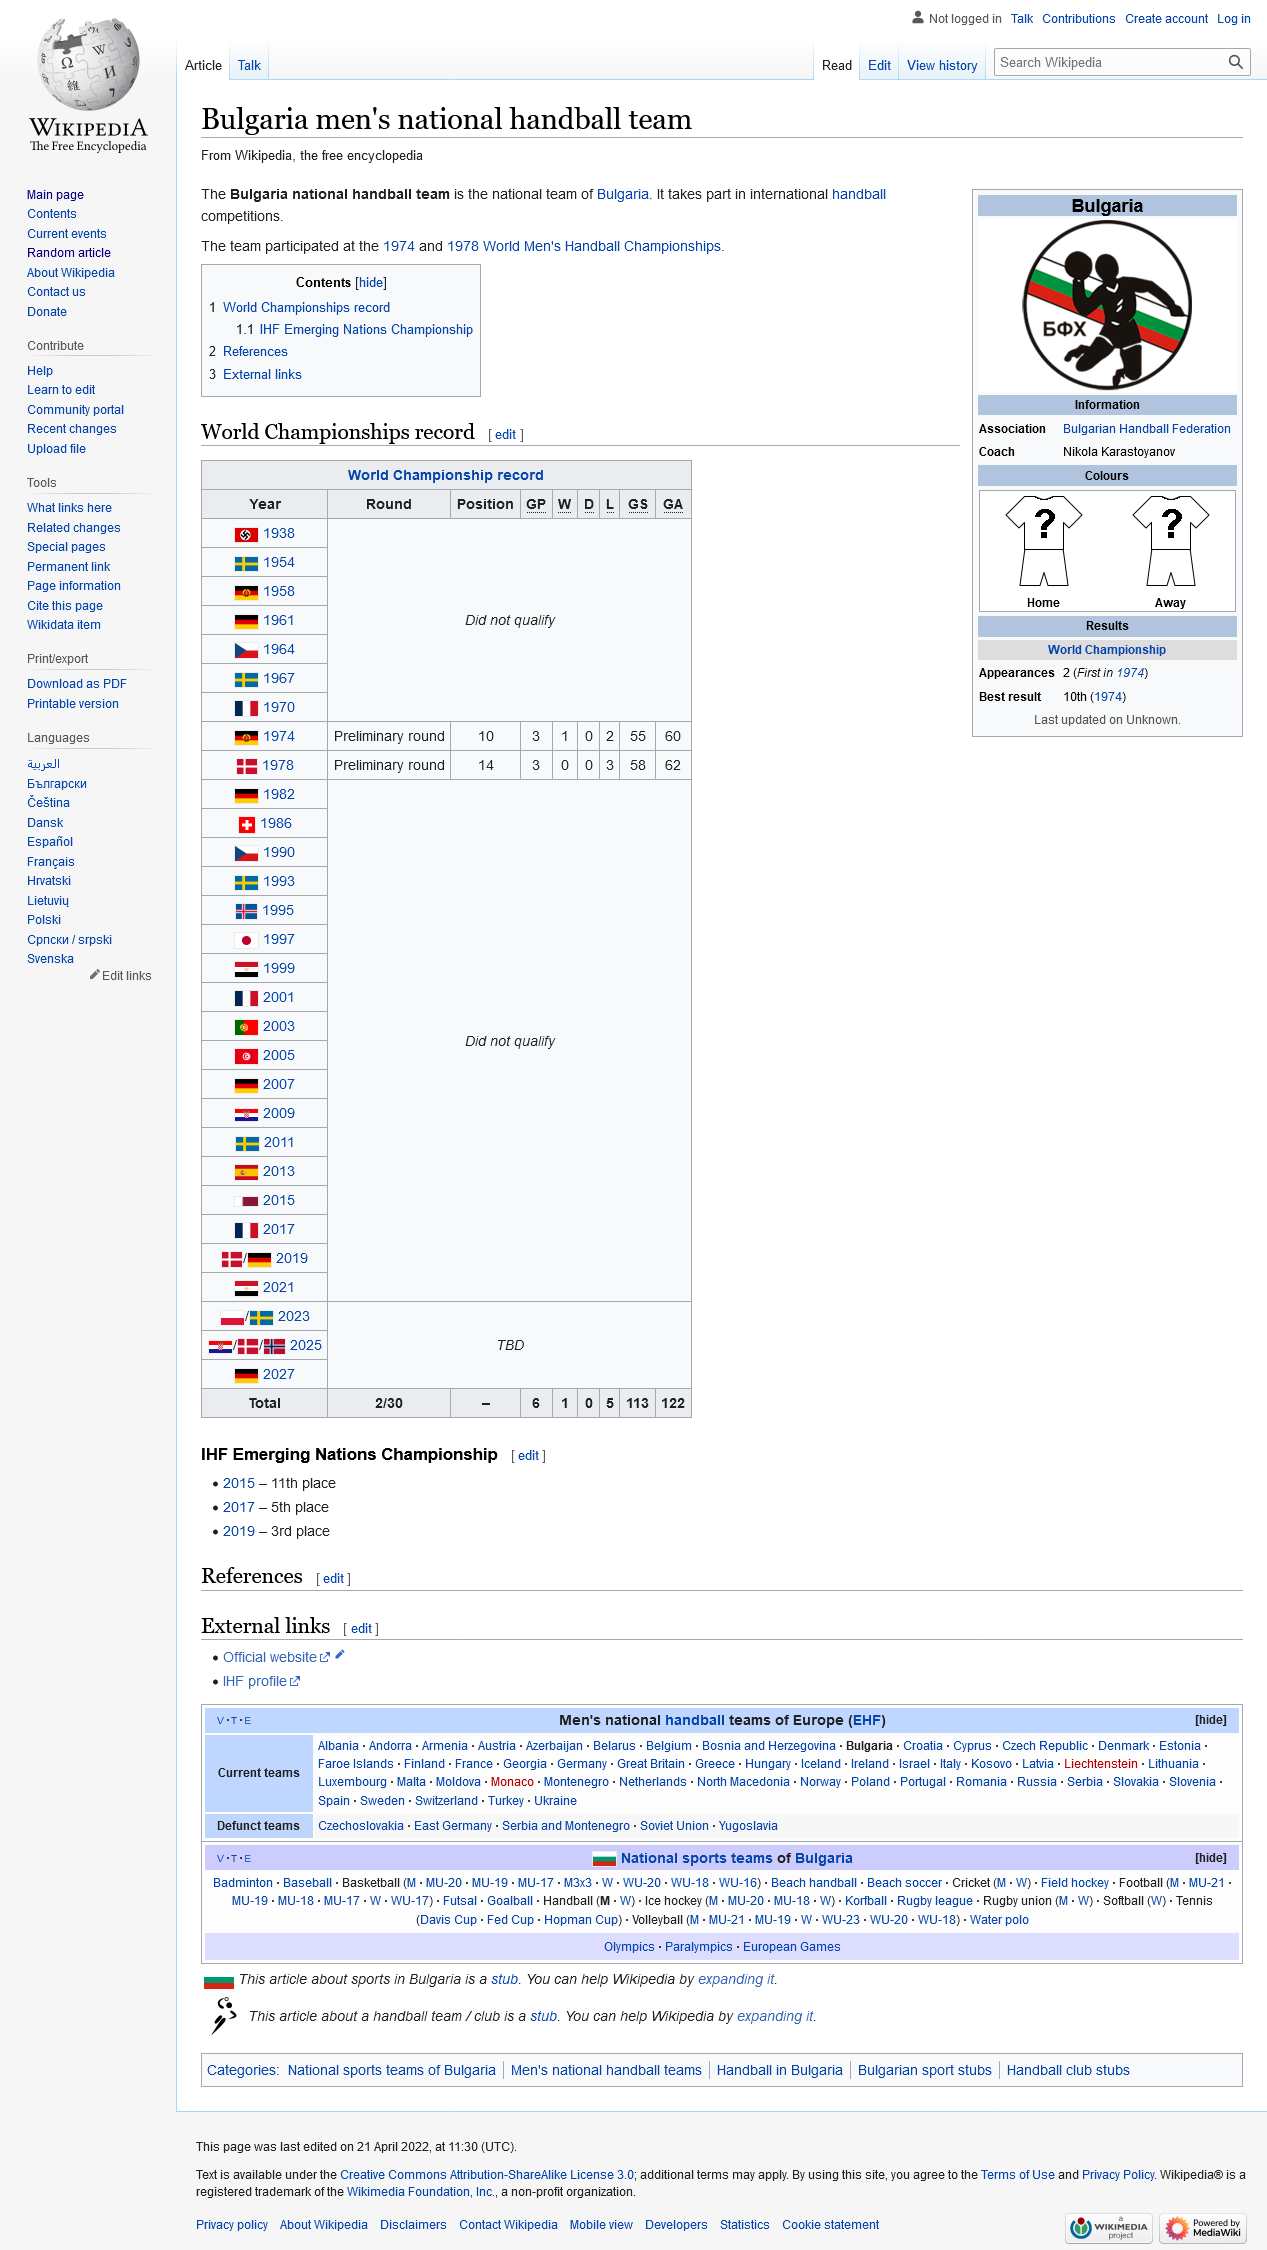 Not logged in Talk Contributions Create account Log in
Article Talk Read Edit View history Search Wikipedia
WIKIPEDIA
The Free Encyclopedia
Main page
Contents
Current events
Random article
About Wikipedia
Contact us
Donate
Contribute
Help
Learn to edit
Community portal
Recent changes
Upload file
Tools
What links here
Related changes
Special pages
Permanent link
Page information
Cite this page
Wikidata item
Print/export
Download as PDF
Printable version
Languages
العربية
Български
Čeština
Dansk
Español
Français
Hrvatski
Lietuvių
Polski
Српски / srpski
Svenska
Edit links
Bulgaria men's national handball team
From Wikipedia, the free encyclopedia
The Bulgaria national handball team is the national team of Bulgaria. It takes part in international handball
competitions.
The team participated at the 1974 and 1978 World Men's Handball Championships.
Contents [hide]
1 World Championships record
1.1 IHF Emerging Nations Championship
2 References
3 External links
Bulgaria
БФХ
Information
Association Bulgarian Handball Federation
Coach Nikola Karastoyanov
Colours
? ?
Home Away
Results
World Championship
Appearances 2 (First in 1974)
Best result 10th (1974)
Last updated on Unknown.
World Championships record [ edit ]
World Championship record
Year Round Position GP W D L GS GA
1938
1954
1958
1961 Did not qualify
1964
1967
1970
1974 Preliminary round 10 3 1 0 2 55 60
1978 Preliminary round 14 3 0 0 3 58 62
1982
1986
1990
1993
1995
1997
1999
2001
2003
Did not qualify
2005
2007
2009
2011
2013
2015
2017
/ 2019
2021
/ 2023
/ / 2025 TBD
2027
Total 2/30 – 6 1 0 5 113 122
IHF Emerging Nations Championship [ edit ]
• 2015 – 11th place
• 2017 – 5th place
• 2019 – 3rd place
References [ edit ]
External links [ edit ]
• Official website
• IHF profile
V · T · E Men's national handball teams of Europe (EHF) [hide]
Current teams
Albania · Andorra · Armenia · Austria · Azerbaijan · Belarus · Belgium · Bosnia and Herzegovina · Bulgaria · Croatia · Cyprus · Czech Republic · Denmark · Estonia ·
Faroe Islands · Finland · France · Georgia · Germany · Great Britain · Greece · Hungary · Iceland · Ireland · Israel · Italy · Kosovo · Latvia · Liechtenstein · Lithuania ·
Luxembourg · Malta · Moldova · Monaco · Montenegro · Netherlands · North Macedonia · Norway · Poland · Portugal · Romania · Russia · Serbia · Slovakia · Slovenia ·
Spain · Sweden · Switzerland · Turkey · Ukraine
Defunct teams Czechoslovakia · East Germany · Serbia and Montenegro · Soviet Union · Yugoslavia
V · T · E National sports teams of Bulgaria [hide]
Badminton · Baseball · Basketball (M · MU-20 · MU-19 · MU-17 · M3x3 · W · WU-20 · WU-18 · WU-16) · Beach handball · Beach soccer · Cricket (M · W) · Field hockey · Football (M · MU-21 ·
MU-19 · MU-18 · MU-17 · W · WU-17) · Futsal · Goalball · Handball (M · W) · Ice hockey (M · MU-20 · MU-18 · W) · Korfball · Rugby league · Rugby union (M · W) · Softball (W) · Tennis
(Davis Cup · Fed Cup · Hopman Cup) · Volleyball (M · MU-21 · MU-19 · W · WU-23 · WU-20 · WU-18) · Water polo
Olympics · Paralympics · European Games
This article about sports in Bulgaria is a stub. You can help Wikipedia by expanding it.
This article about a handball team / club is a stub. You can help Wikipedia by expanding it.
Categories: National sports teams of Bulgaria | Men's national handball teams | Handball in Bulgaria | Bulgarian sport stubs | Handball club stubs
This page was last edited on 21 April 2022, at 11:30 (UTC).
Text is available under the Creative Commons Attribution-ShareAlike License 3.0; additional terms may apply. By using this site, you agree to the Terms of Use and Privacy Policy. Wikipedia® is a
registered trademark of the Wikimedia Foundation, Inc., a non-profit organization.
Privacy policy About Wikipedia Disclaimers Contact Wikipedia Mobile view Developers Statistics Cookie statement
a WIKIMEDIA project Powered by MediaWiki